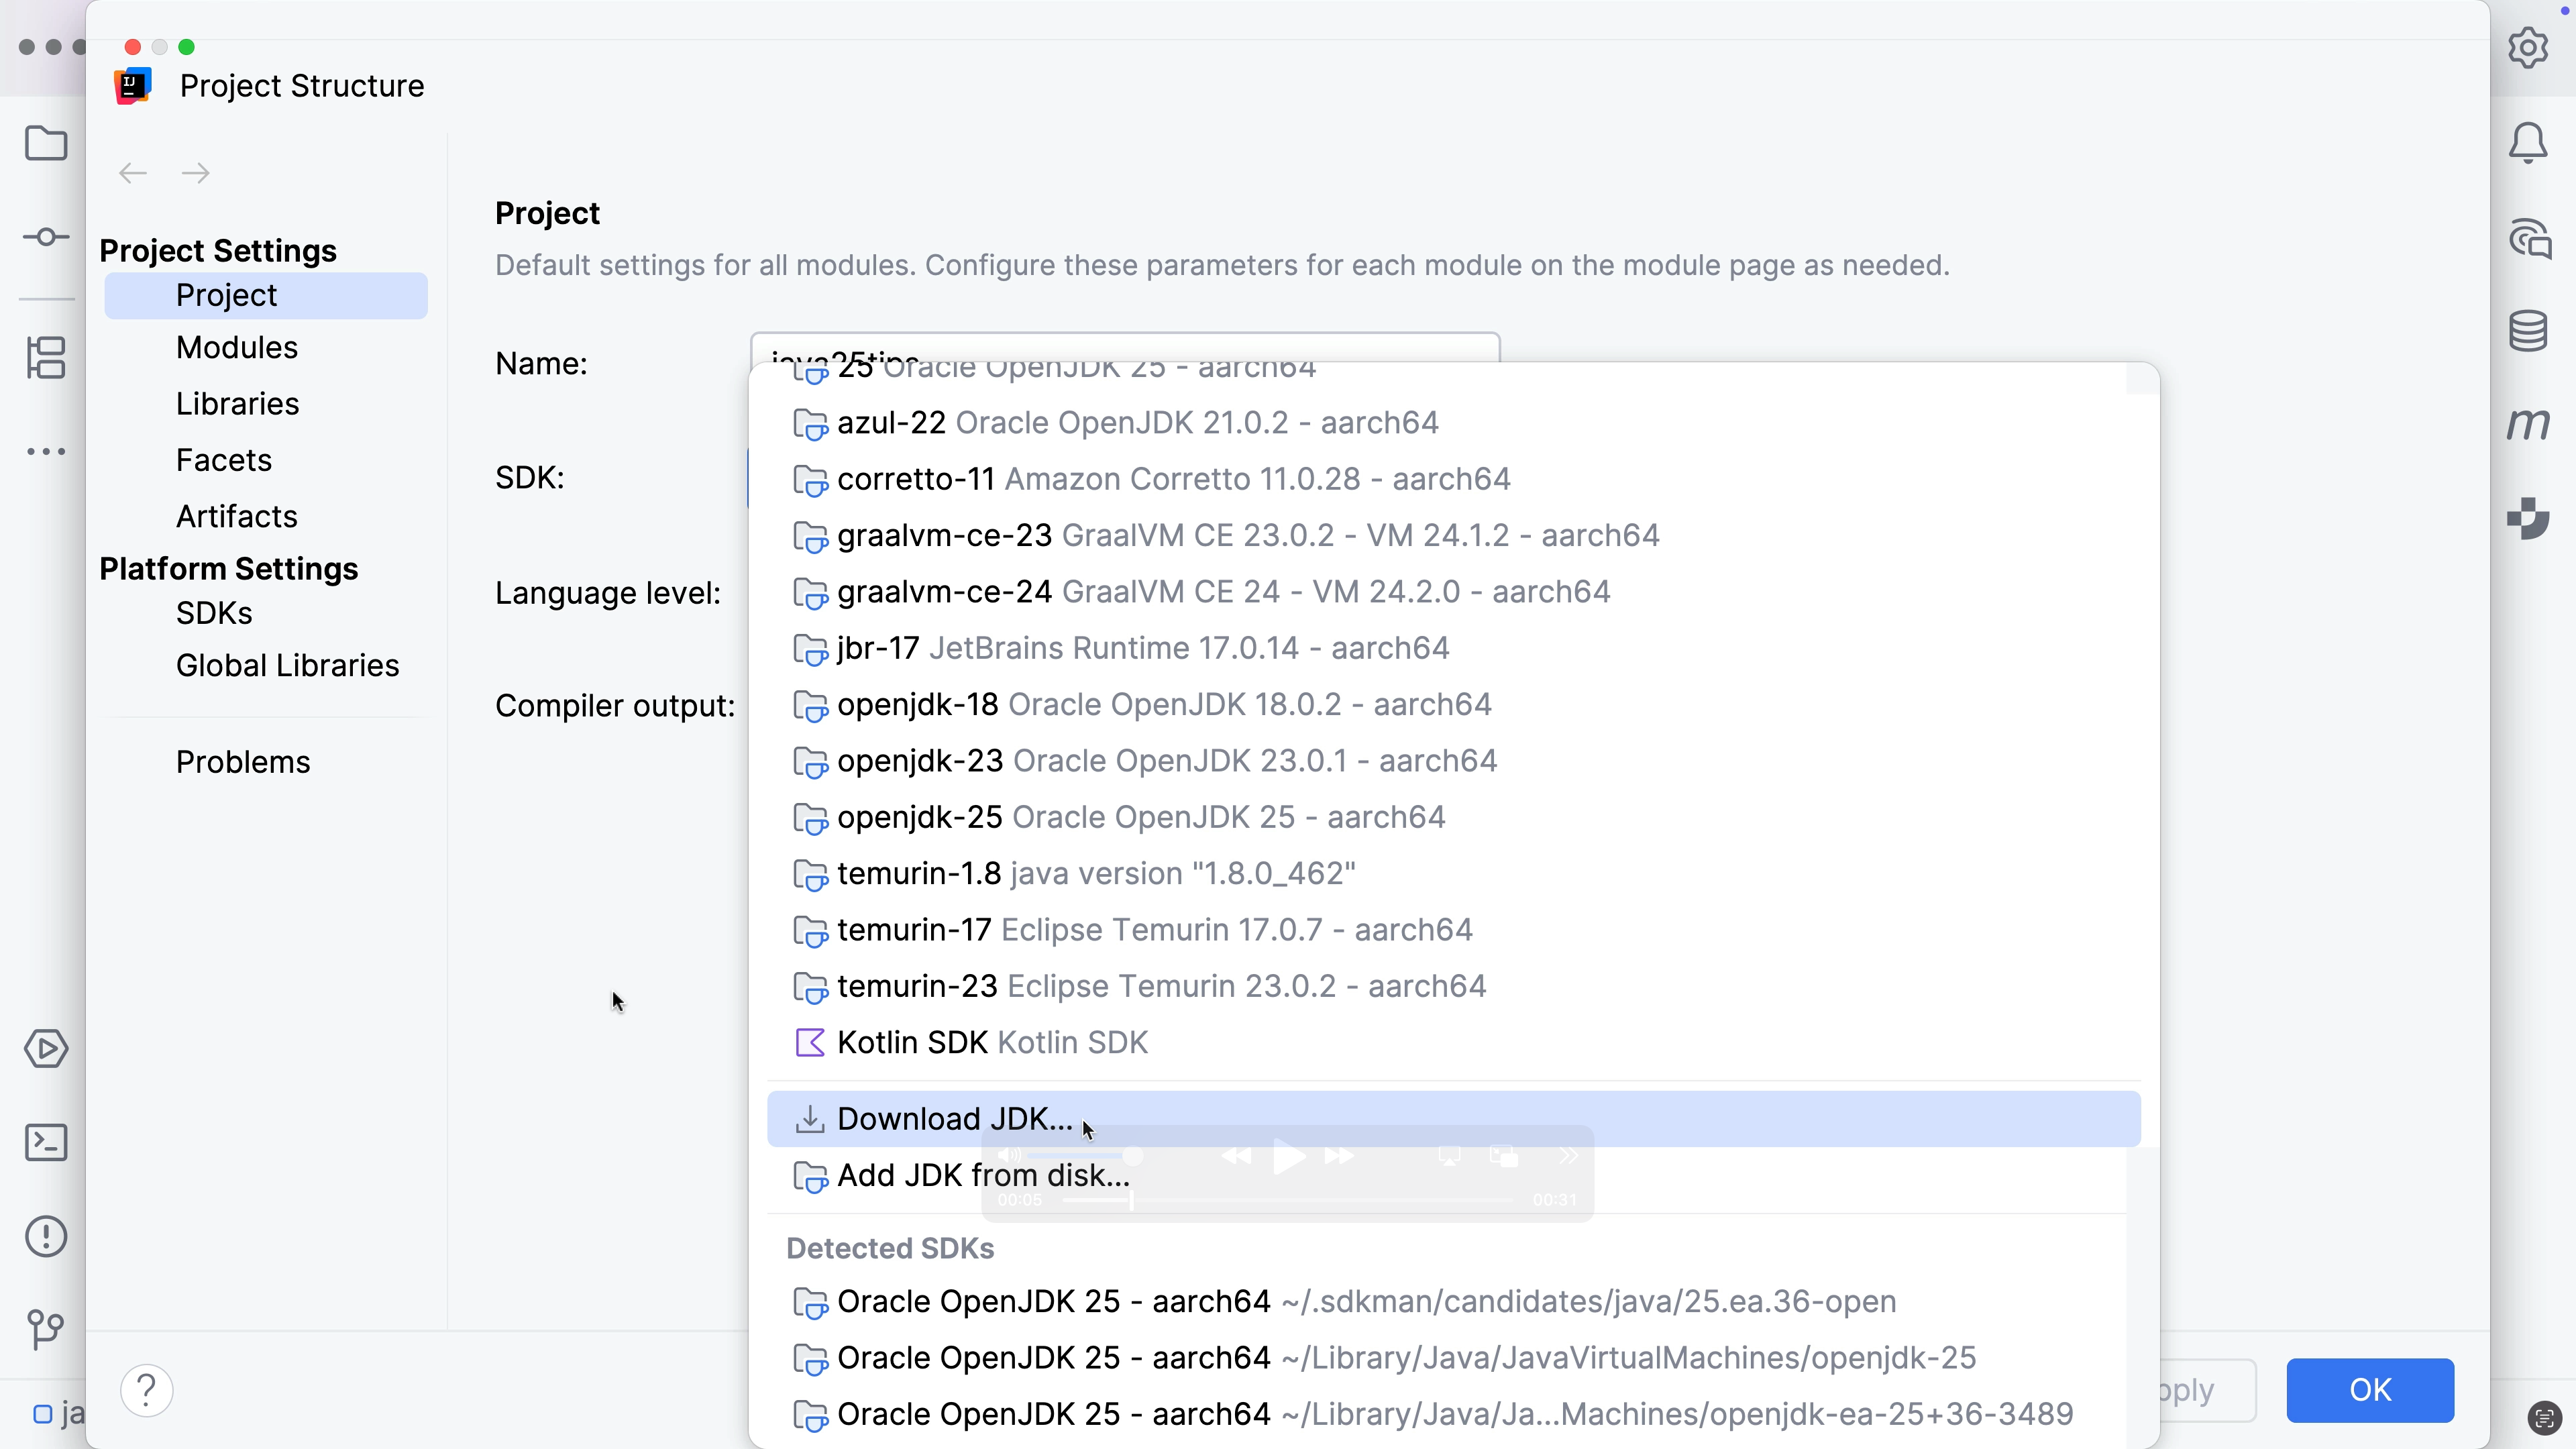 Project Structure
Project Settings
Project
Modules
Libraries
Facets
Artifacts
Platform Settings
SDKs
Global Libraries
Problems
Project
Default settings for all modules. Configure these parameters for each module on the module page as needed.
Name:
java25tips
SDK:
Language level:
Compiler output:
25 Oracle OpenJDK 25 - aarch64
azul-22 Oracle OpenJDK 21.0.2 - aarch64
corretto-11 Amazon Corretto 11.0.28 - aarch64
graalvm-ce-23 GraalVM CE 23.0.2 - VM 24.1.2 - aarch64
graalvm-ce-24 GraalVM CE 24 - VM 24.2.0 - aarch64
jbr-17 JetBrains Runtime 17.0.14 - aarch64
openjdk-18 Oracle OpenJDK 18.0.2 - aarch64
openjdk-23 Oracle OpenJDK 23.0.1 - aarch64
openjdk-25 Oracle OpenJDK 25 - aarch64
temurin-1.8 java version "1.8.0_462"
temurin-17 Eclipse Temurin 17.0.7 - aarch64
temurin-23 Eclipse Temurin 23.0.2 - aarch64
Kotlin SDK Kotlin SDK
Download JDK...
Add JDK from disk...
00:05
00:31
Detected SDKs
Oracle OpenJDK 25 - aarch64 ~/.sdkman/candidates/java/25.ea.36-open
Oracle OpenJDK 25 - aarch64 ~/Library/Java/JavaVirtualMachines/openjdk-25
Oracle OpenJDK 25 - aarch64 ~/Library/Java/Ja...Machines/openjdk-ea-25+36-3489
?
pply
OK
ja
m